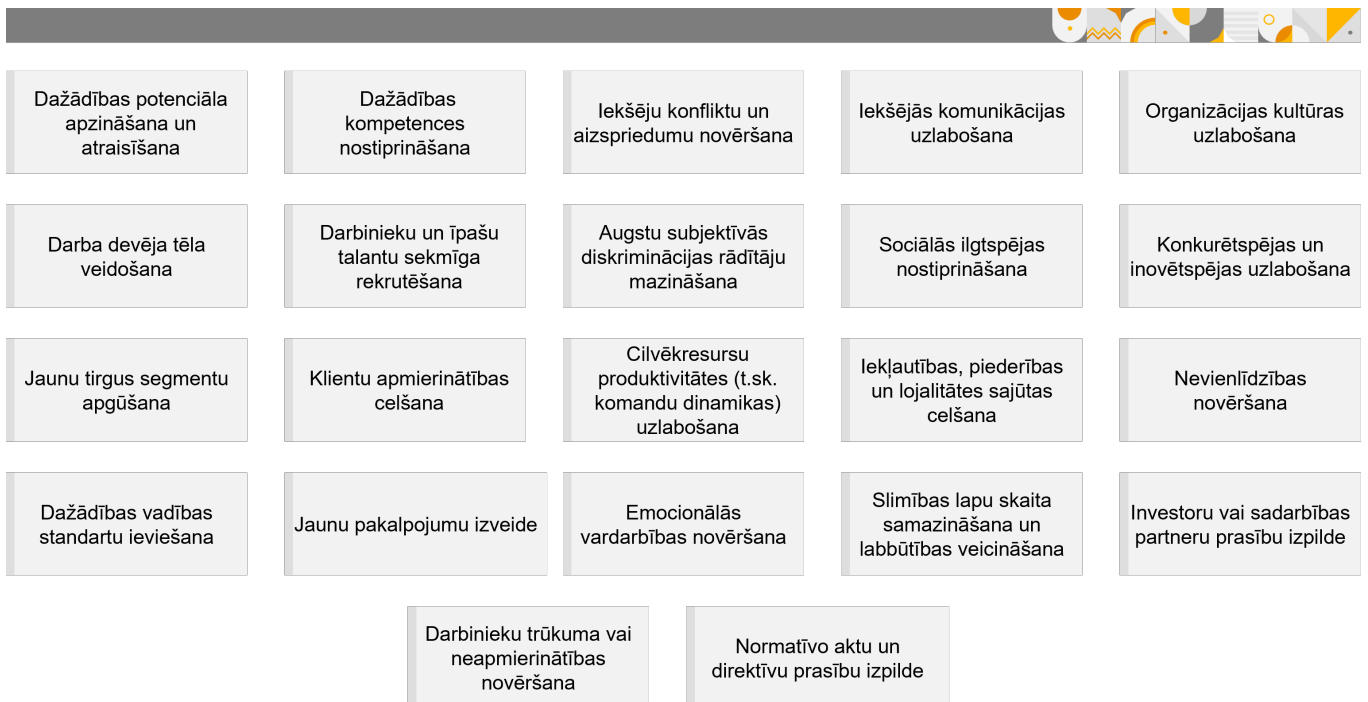 Dažādības potenciāla
apzināšana un
atraisīšana
Dažādības
kompetences
nostiprināšana
Iekšēju konfliktu un
aizspriedumu novēršana
Iekšējās komunikācijas
uzlabošana
Organizācijas kultūras
uzlabošana
Darba devēja tēla
veidošana
Darbinieku un īpašu
talantu sekmīga
rekrutēšana
Augstu subjektīvās
diskriminācijas rādītāju
mazināšana
Sociālās ilgtspējas
nostiprināšana
Konkurētspējas un
inovētspējas uzlabošana
Jaunu tirgus segmentu
apgūšana
Klientu apmierinātības
celšana
Cilvēkresursu
produktivitātes (t.sk.
komandu dinamikas)
uzlabošana
Iekļautības, piederības
un lojalitātes sajūtas
celšana
Nevienlīdzības
novēršana
Dažādības vadības
standartu ieviešana
Jaunu pakalpojumu izveide
Emocionālās
vardarbības novēršana
Slimības lapu skaita
samazināšana un
labbūtības veicināšana
Investoru vai sadarbības
partneru prasību izpilde
Darbinieku trūkuma vai
neapmierinātības
novēršana
Normatīvo aktu un
direktīvu prasību izpilde